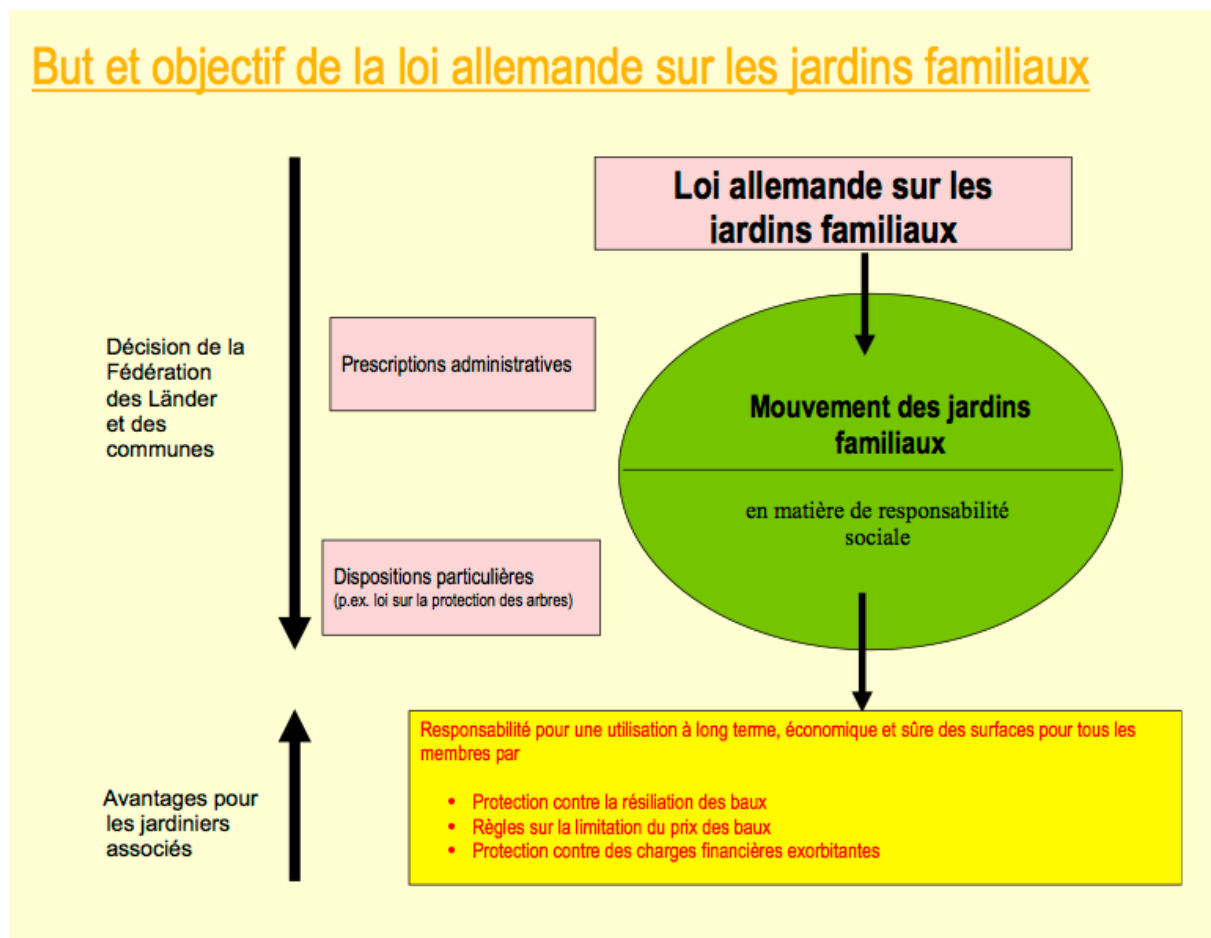 But et objectif de la loi allemande sur les jardins familiaux
Loi allemande sur les
iardins familiaux
Décision de la
Fédération
des Länder
et des
communes
Prescriptions administratives
Mouvement des jardins
familiaux
en matière de responsabilité
sociale
Dispositions particulières
(p.ex. loi sur la protection des arbres)
Responsabilité pour une utilisation à long terme, économique et sûre des surfaces pour tous les
membres par
• Protection contre la résiliation des baux
• Règles sur la limitation du prix des baux
• Protection contre des charges financières exorbitantes
Avantages pour
les jardiniers
associés